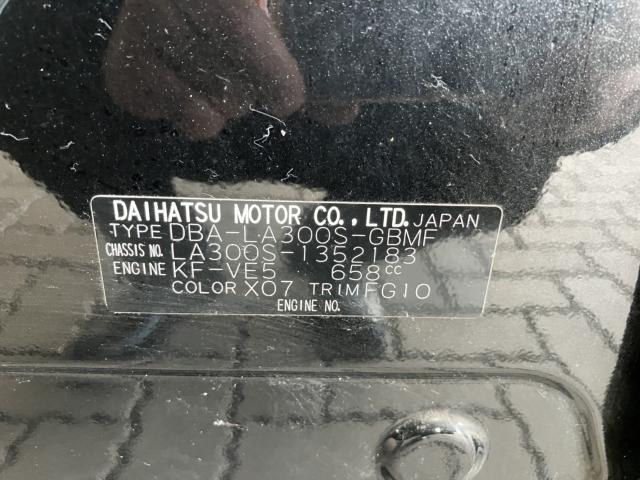 DAIHATSU MOTOR CO.,LTD. JAPAN
TYPE DBA-LA300S-GBMF
CHASSIS NO. LA300S-1352183
ENGINE KF-VE5 658cc
COLOR X07 TRIM FG10
ENGINE NO.